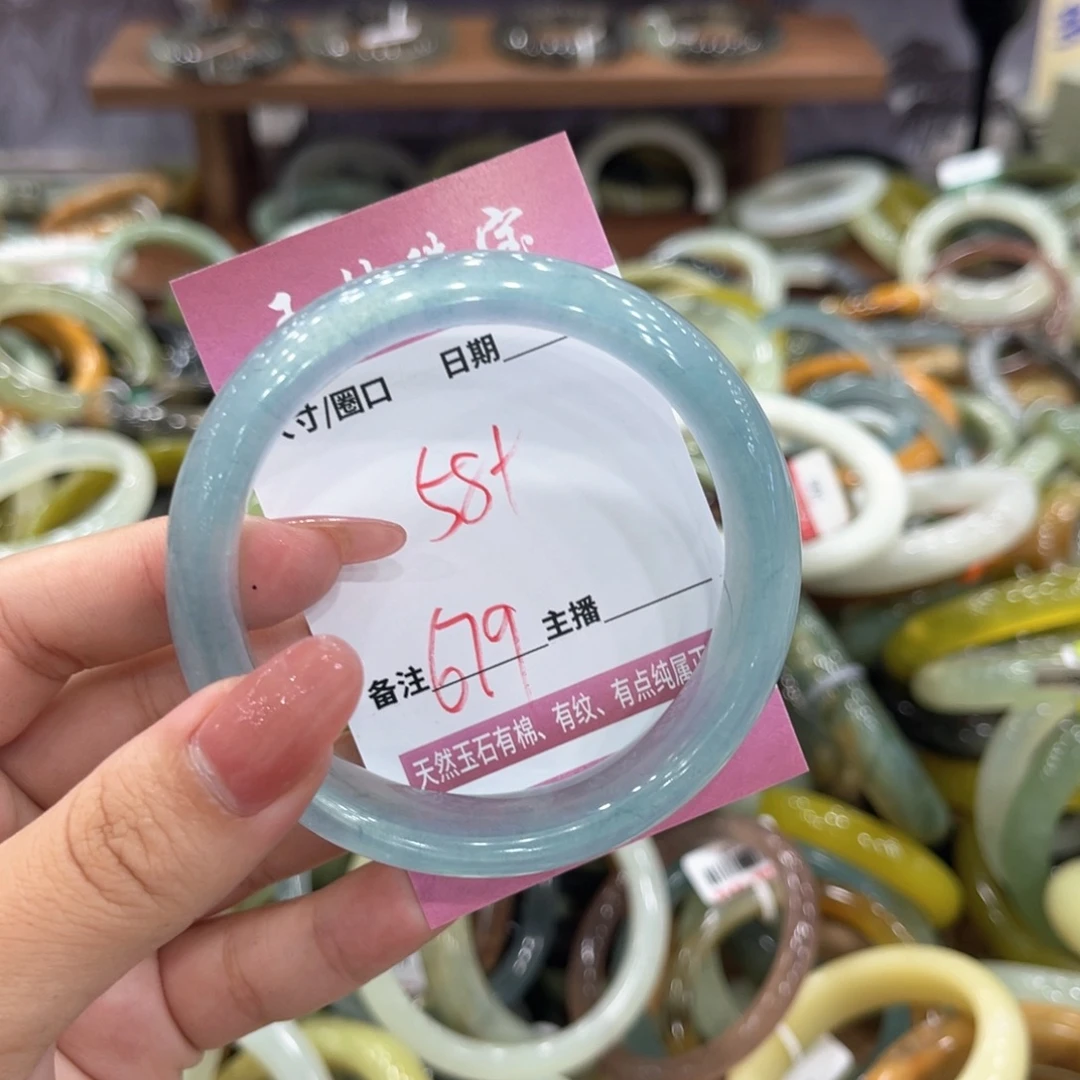 寸/圈口 日期
58+
备注 679 主播
天然玉石有棉、有纹、有点纯属正